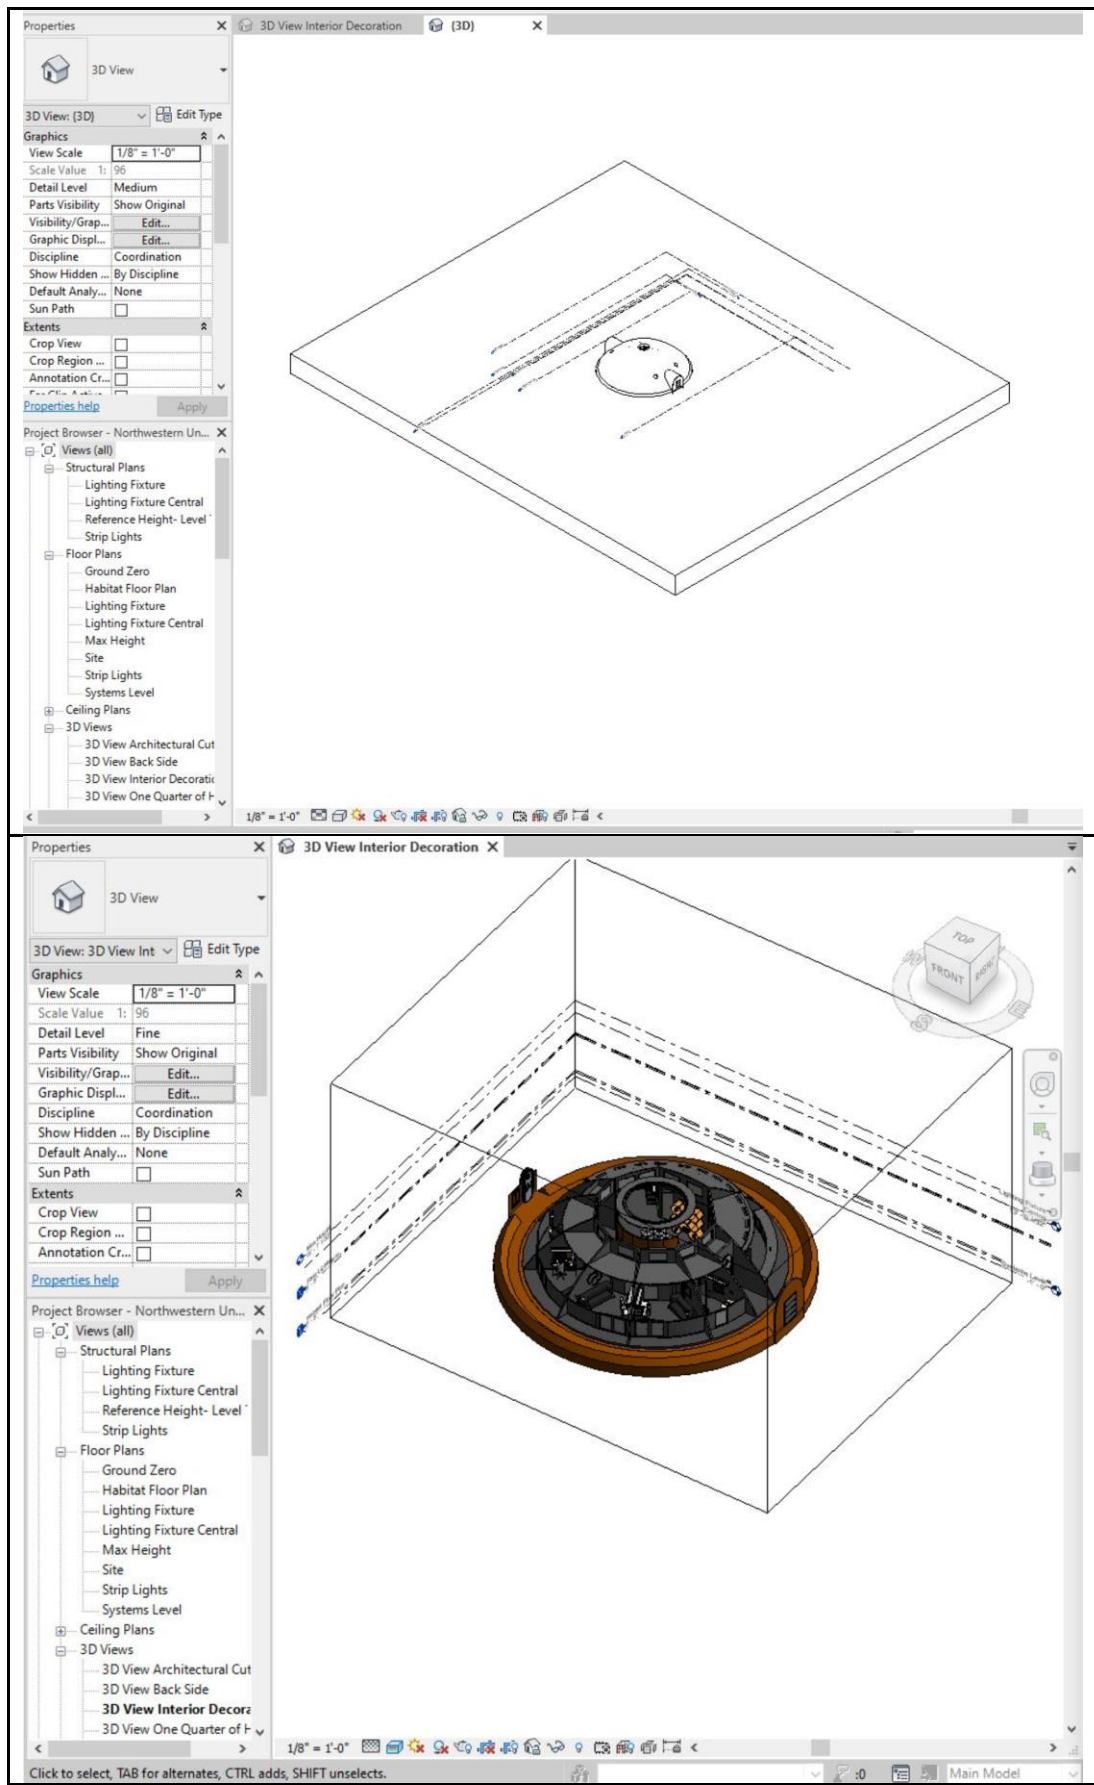 Properties
3D View Interior Decoration
{3D}
3D View
3D View: {3D}
Edit Type
Graphics
View Scale 1/8" = 1'-0"
Scale Value 1: 96
Detail Level Medium
Parts Visibility Show Original
Visibility/Grap... Edit...
Graphic Displ... Edit...
Discipline Coordination
Show Hidden ... By Discipline
Default Analy... None
Sun Path
Extents
Crop View
Crop Region ...
Annotation Cr...
Properties help Apply
Project Browser - Northwestern Un...
Views (all)
Structural Plans
Lighting Fixture
Lighting Fixture Central
Reference Height- Level
Strip Lights
Floor Plans
Ground Zero
Habitat Floor Plan
Lighting Fixture
Lighting Fixture Central
Max Height
Site
Strip Lights
Systems Level
Ceiling Plans
3D Views
3D View Architectural Cut
3D View Back Side
3D View Interior Decoratic
3D View One Quarter of H
1/8" = 1'-0"
Properties
3D View Interior Decoration
3D View
3D View: 3D View Int
Edit Type
Graphics
View Scale 1/8" = 1'-0"
Scale Value 1: 96
Detail Level Fine
Parts Visibility Show Original
Visibility/Grap... Edit...
Graphic Displ... Edit...
Discipline Coordination
Show Hidden ... By Discipline
Default Analy... None
Sun Path
Extents
Crop View
Crop Region ...
Annotation Cr...
Properties help Apply
TOP
FRONT
RIGHT
S
E
Project Browser - Northwestern Un...
Views (all)
Structural Plans
Lighting Fixture
Lighting Fixture Central
Reference Height- Level
Strip Lights
Floor Plans
Ground Zero
Habitat Floor Plan
Lighting Fixture
Lighting Fixture Central
Max Height
Site
Strip Lights
Systems Level
Ceiling Plans
3D Views
3D View Architectural Cut
3D View Back Side
3D View Interior Decora
3D View One Quarter of H
1/8" = 1'-0"
Click to select, TAB for alternates, CTRL adds, SHIFT unselects.
:0
Main Model